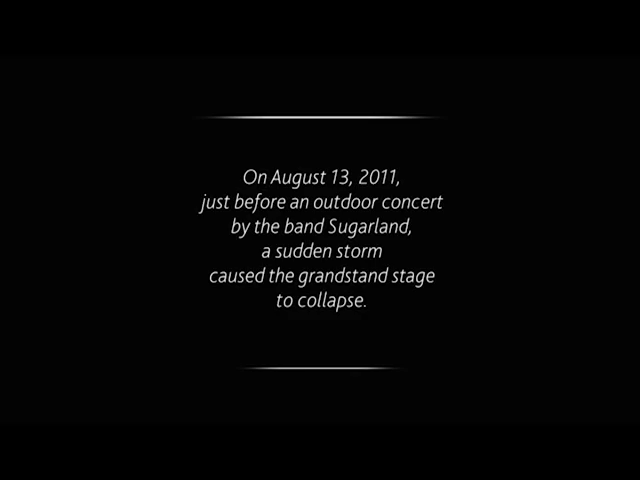 On August 13, 2011,
just before an outdoor concert
by the band Sugarland,
a sudden storm
caused the grandstand stage
to collapse.